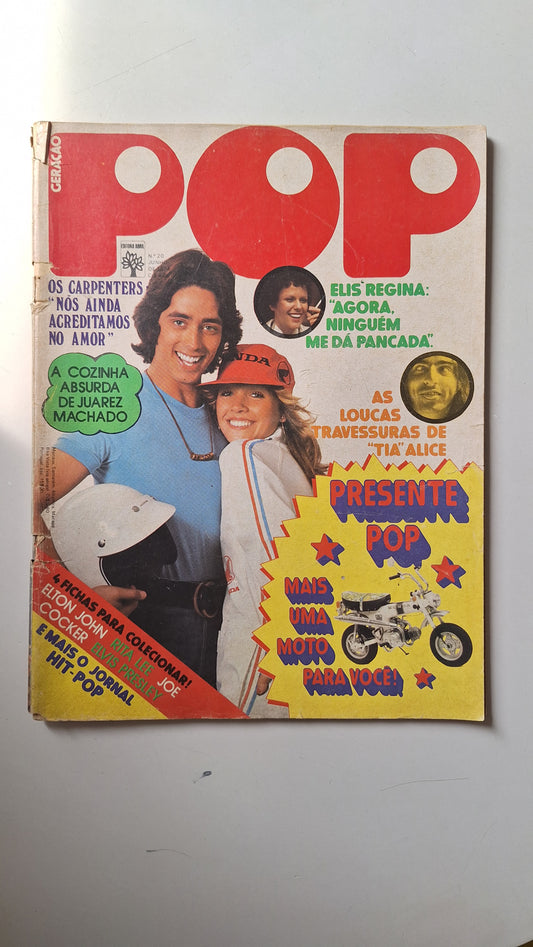 GERAÇÃO
POP
EDITORA ABRIL
N.º 20
OS CARPENTERS
"NÓS AINDA
ACREDITAMOS
NO AMOR"
ELIS REGINA:
"AGORA,
NINGUÉM
ME DÁ PANCADA".
A COZINHA
ABSURDA
DE JUAREZ
MACHADO
HONDA
AS
LOUCAS
TRAVESSURAS DE
"TIA" ALICE
PRESENTE
POP
MAIS
UMA
MOTO
PARA VOCÊ!
4 FICHAS PARA COLECIONAR!
ELTON JOHN RITA LEE JOE
COCKER ELVIS PRESLEY
E MAIS O JORNAL
HIT-POP